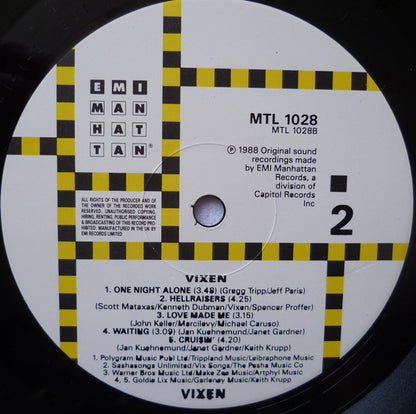 EMI
MAN
HAT
TAN®
MTL 1028
MTL 1028B
℗ 1988 Original sound
recordings made
by EMI Manhattan
Records, a
division of
Capitol Records
Inc
2
ALL RIGHTS OF THE PRODUCER AND OF
THE OWNER OF THE RECORDED WORK
RESERVED. UNAUTHORISED COPYING,
HIRING, RENTING, PUBLIC PERFORMANCE
& BROADCASTING OF THIS RECORD PRO-
HIBITED. MANUFACTURED IN THE UK BY
EMI RECORDS LIMITED
VIXEN
1. ONE NIGHT ALONE (3.48) (Gregg Tripp/Jeff Paris)
2. HELLRAISERS (4.25)
(Scott Mataxas/Kenneth Dubman/Vixen/Spencer Proffer)
3. LOVE MADE ME (3.15)
(John Keller/Marcilevy/Michael Caruso)
4. WAITING (3.09) (Jan Kuehnemund/Janet Gardner)
5. CRUISIN' (4.20)
(Jan Kuehnemund/Janet Gardner/Keith Krupp)
1. Polygram Music Publ Ltd/Trippland Music/Leibraphone Music
2. Sashasongs Unlimited/Vix Songs/The Pasha Music Co
3. Warner Bros Music Ltd/Make Zee Music/Artphyl Music
4, 5. Goldie Lix Music/Garlenay Music/Keith Krupp
VIXEN